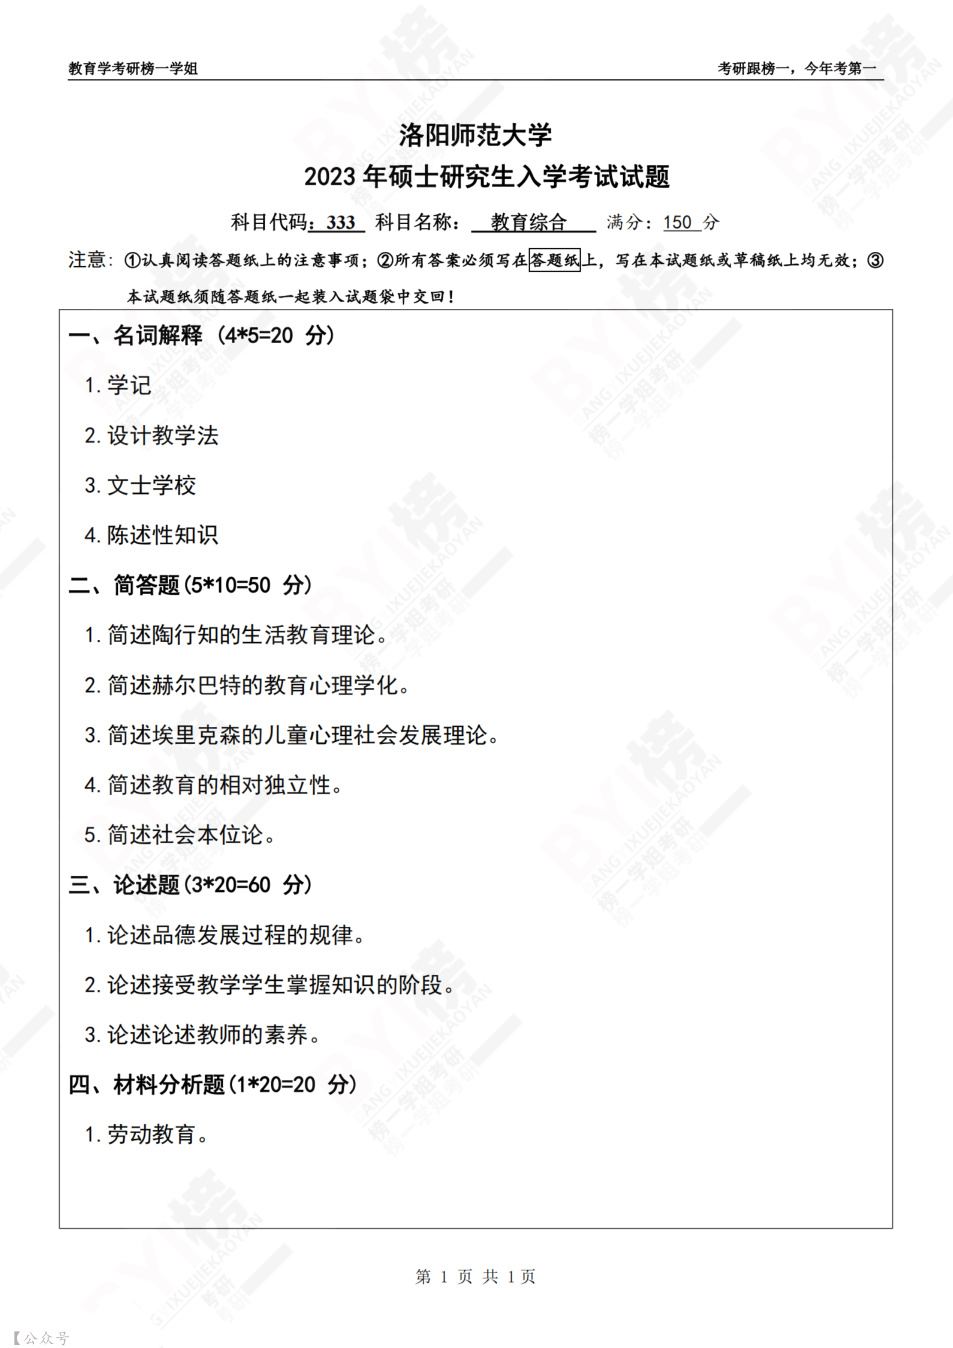 教育学考研榜一学姐 考研跟榜一，今年考第一
洛阳师范大学
2023 年硕士研究生入学考试试题
科目代码：333 科目名称： 教育综合 满分：150 分
注意：①认真阅读答题纸上的注意事项；②所有答案必须写在答题纸上，写在本试题纸或草稿纸上均无效；③
本试题纸须随答题纸一起装入试题袋中交回！
一、名词解释 (4*5=20 分)
1.学记
2.设计教学法
3.文士学校
4.陈述性知识
二、简答题(5*10=50 分)
1.简述陶行知的生活教育理论。
2.简述赫尔巴特的教育心理学化。
3.简述埃里克森的儿童心理社会发展理论。
4.简述教育的相对独立性。
5.简述社会本位论。
三、论述题(3*20=60 分)
1.论述品德发展过程的规律。
2.论述接受教学学生掌握知识的阶段。
3.论述论述教师的素养。
四、材料分析题(1*20=20 分)
1.劳动教育。
第 1 页 共 1 页
【公众号